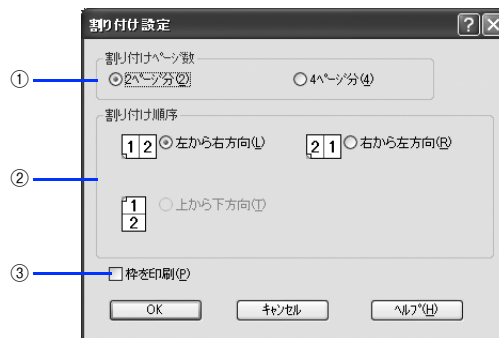 割り付け設定
割り付けページ数
① 2ページ分(2) 4ページ分(4)
割り付け順序
1 2 左から右方向(L) 2 1 右から左方向(R)
②
1 上から下方向(T)
2
③ 枠を印刷(P)
OK キャンセル ヘルプ(H)